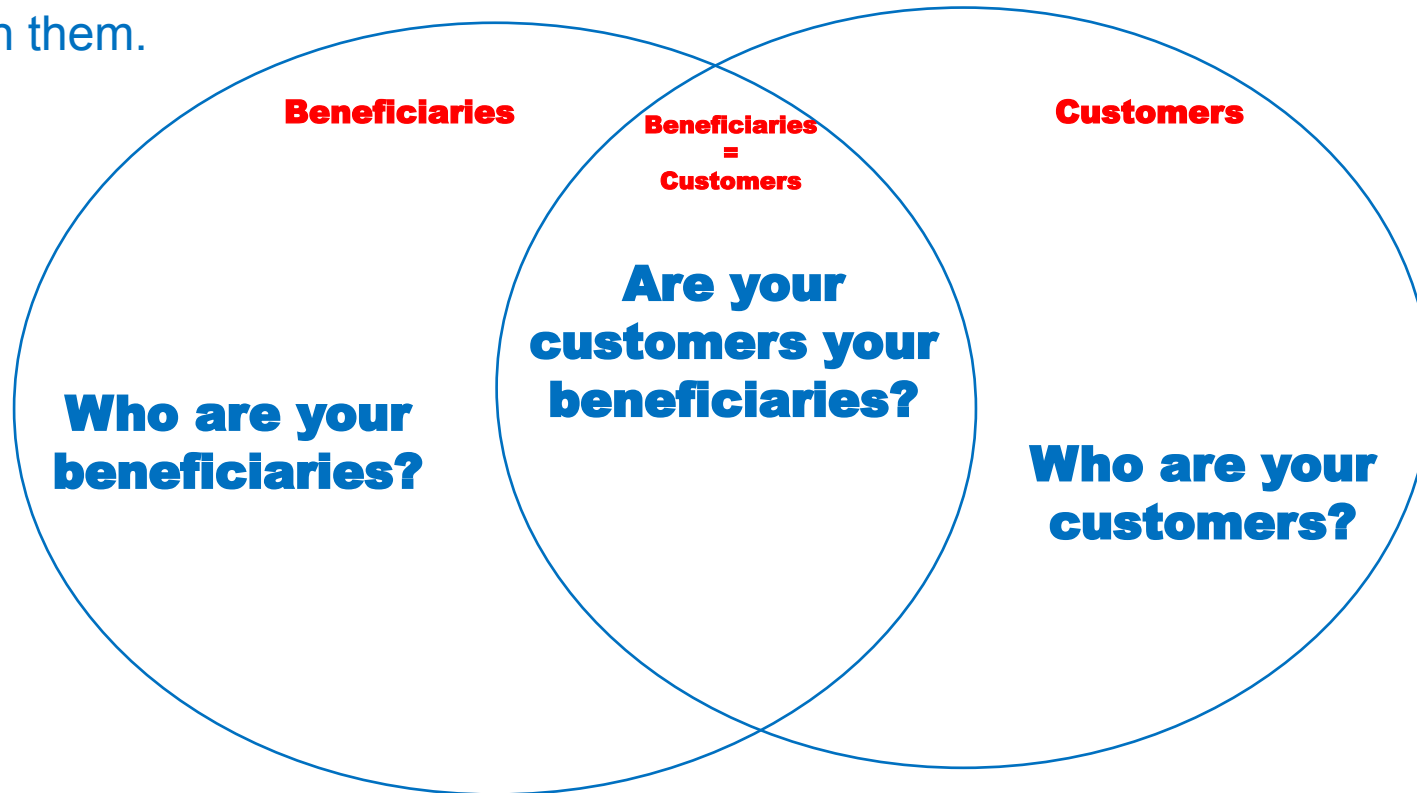 them.
Beneficiaries
Beneficiaries
=
Customers
Customers
Are your
customers your
beneficiaries?
Who are your
beneficiaries?
Who are your
customers?